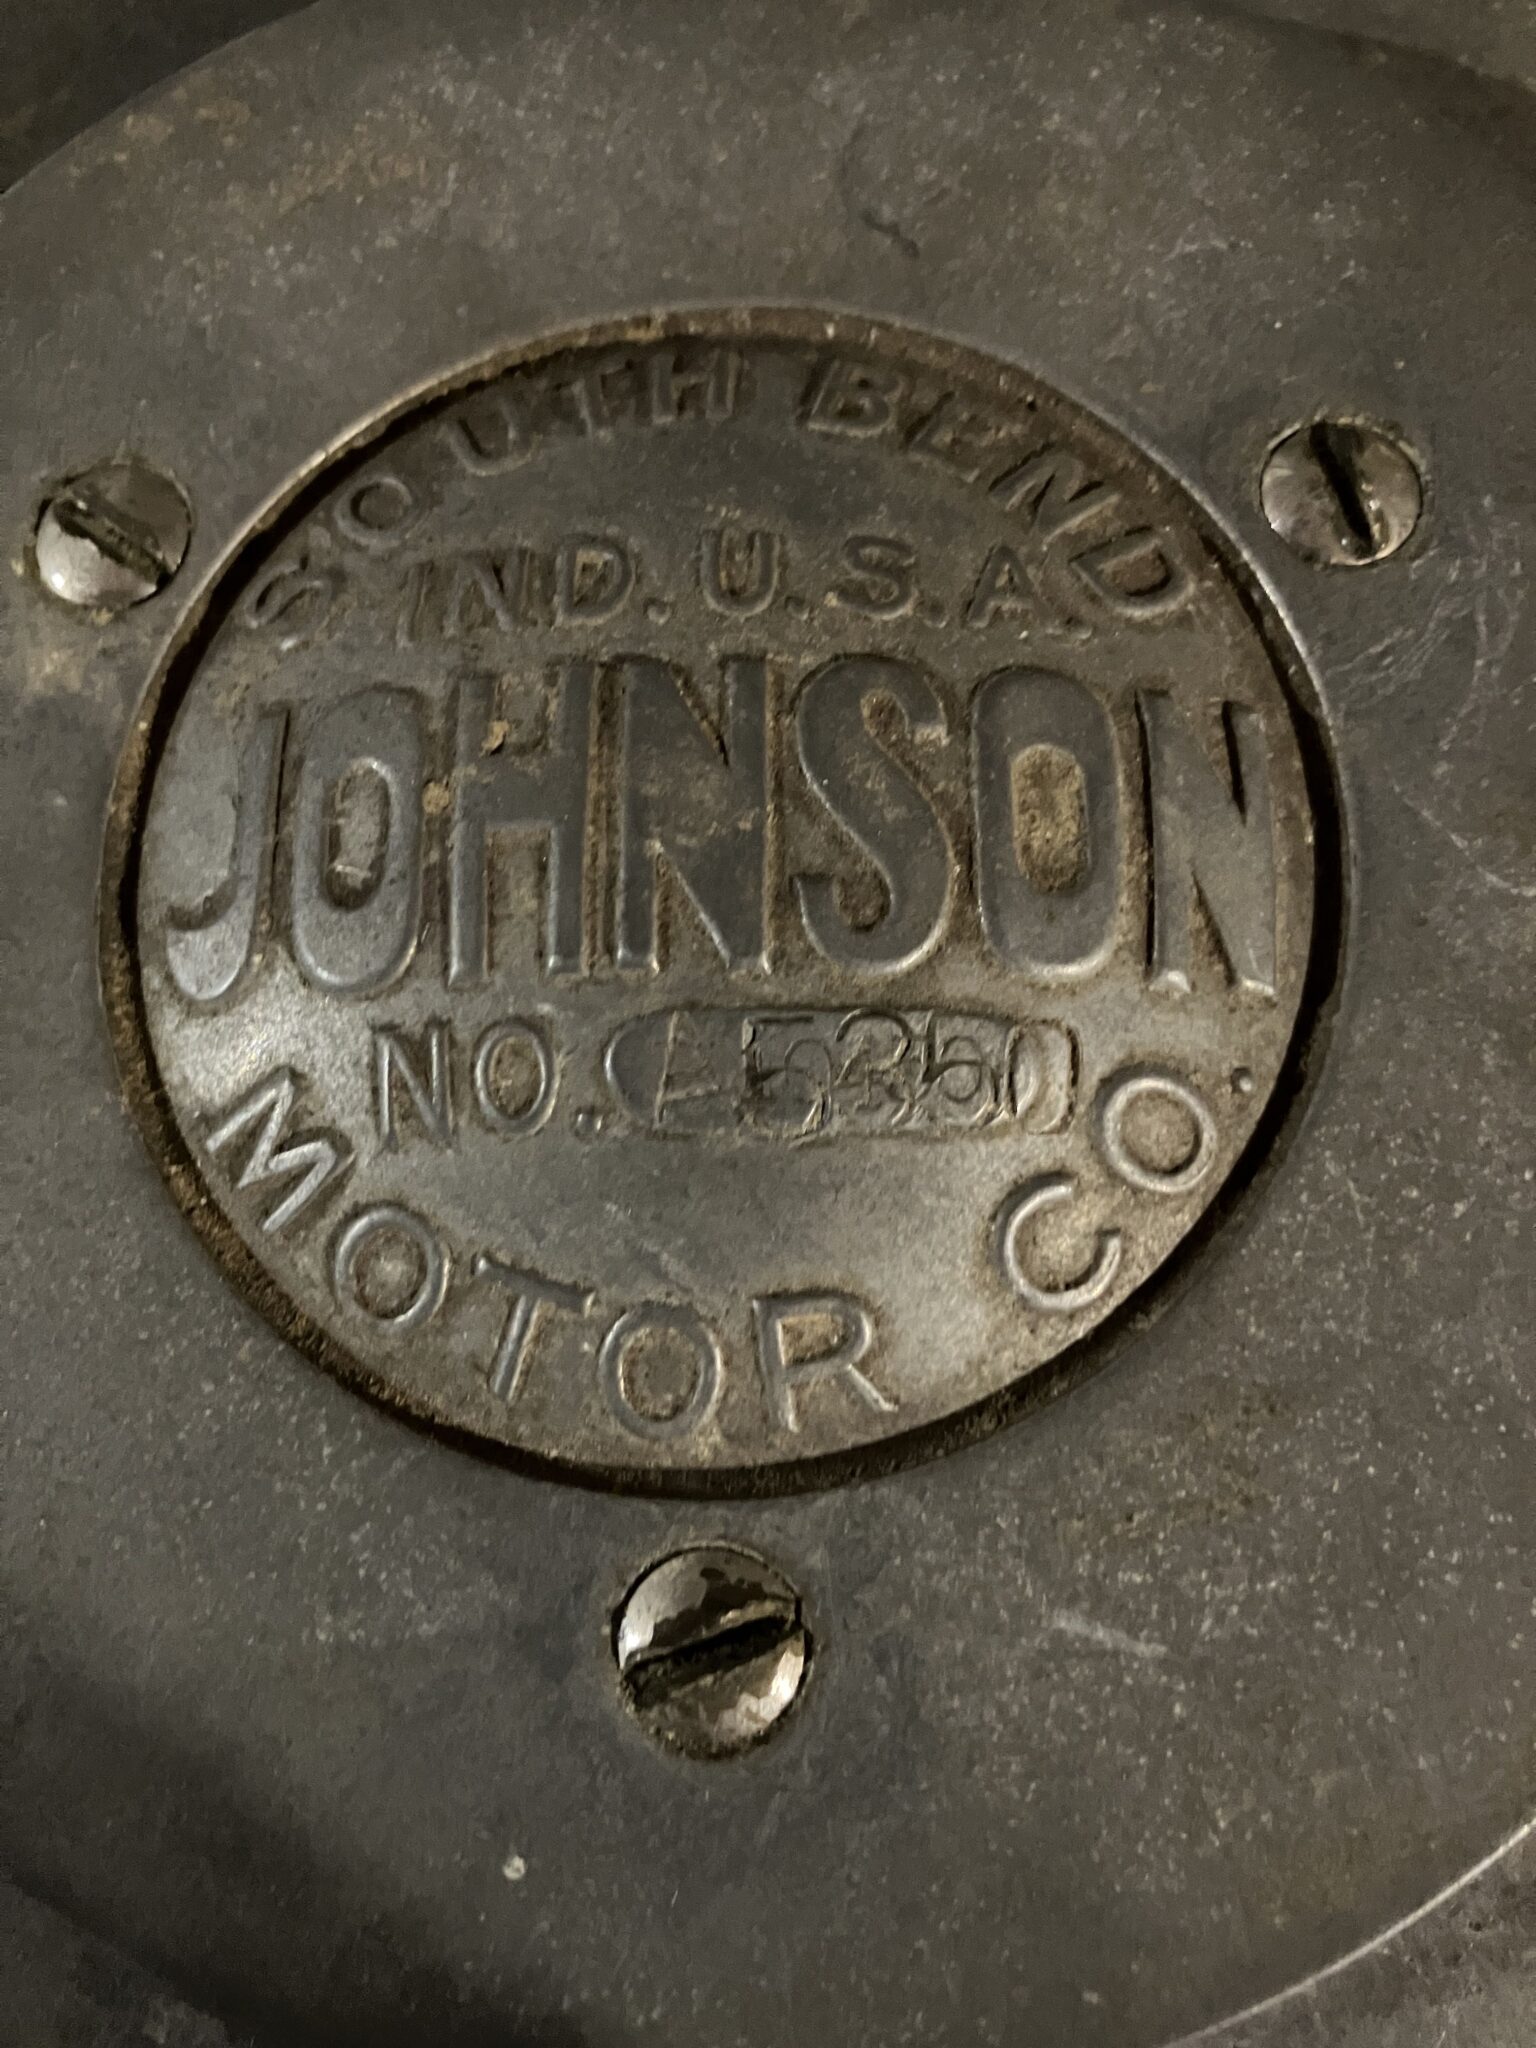 SOUTH BEND
IND. U.S.A.
JOHNSON
NO.
MOTOR CO.